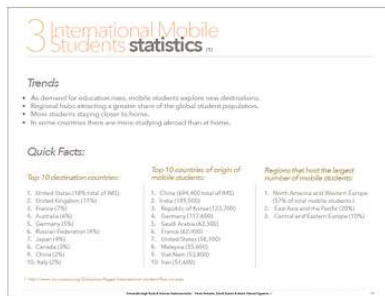 3 International Mobile
Students statistics (1)
Trends
• As demand for education rises, mobile students explore new destinations.
• Regional hubs attracting a greater share of the global student population.
• More students staying closer to home.
• In some countries there are more studying abroad than at home.
Quick Facts:
Top 10 destination countries:
1. United States (18% total of IMS)
2. United Kingdom (11%)
3. France (7%)
4. Australia (6%)
5. Germany (5%)
6. Russian Federation (4%)
7. Japan (4%)
8. Canada (3%)
9. China (2%)
10. Italy (2%)
Top 10 countries of origin of
mobile students:
1. China (694,400 total of IMS)
2. India (189,500)
3. Republic of Korea (123,700)
4. Germany (117,600)
5. Saudi Arabia (62,500)
6. France (62,400)
7. United States (58,100)
8. Malaysia (55,600)
9. Viet Nam (53,800)
10. Iran (51,600)
Regions that host the largest
number of mobile students:
1. North America and Western Europe
(57% of total mobile students)
2. East Asia and the Pacific (20%)
3. Central and Eastern Europe (10%)